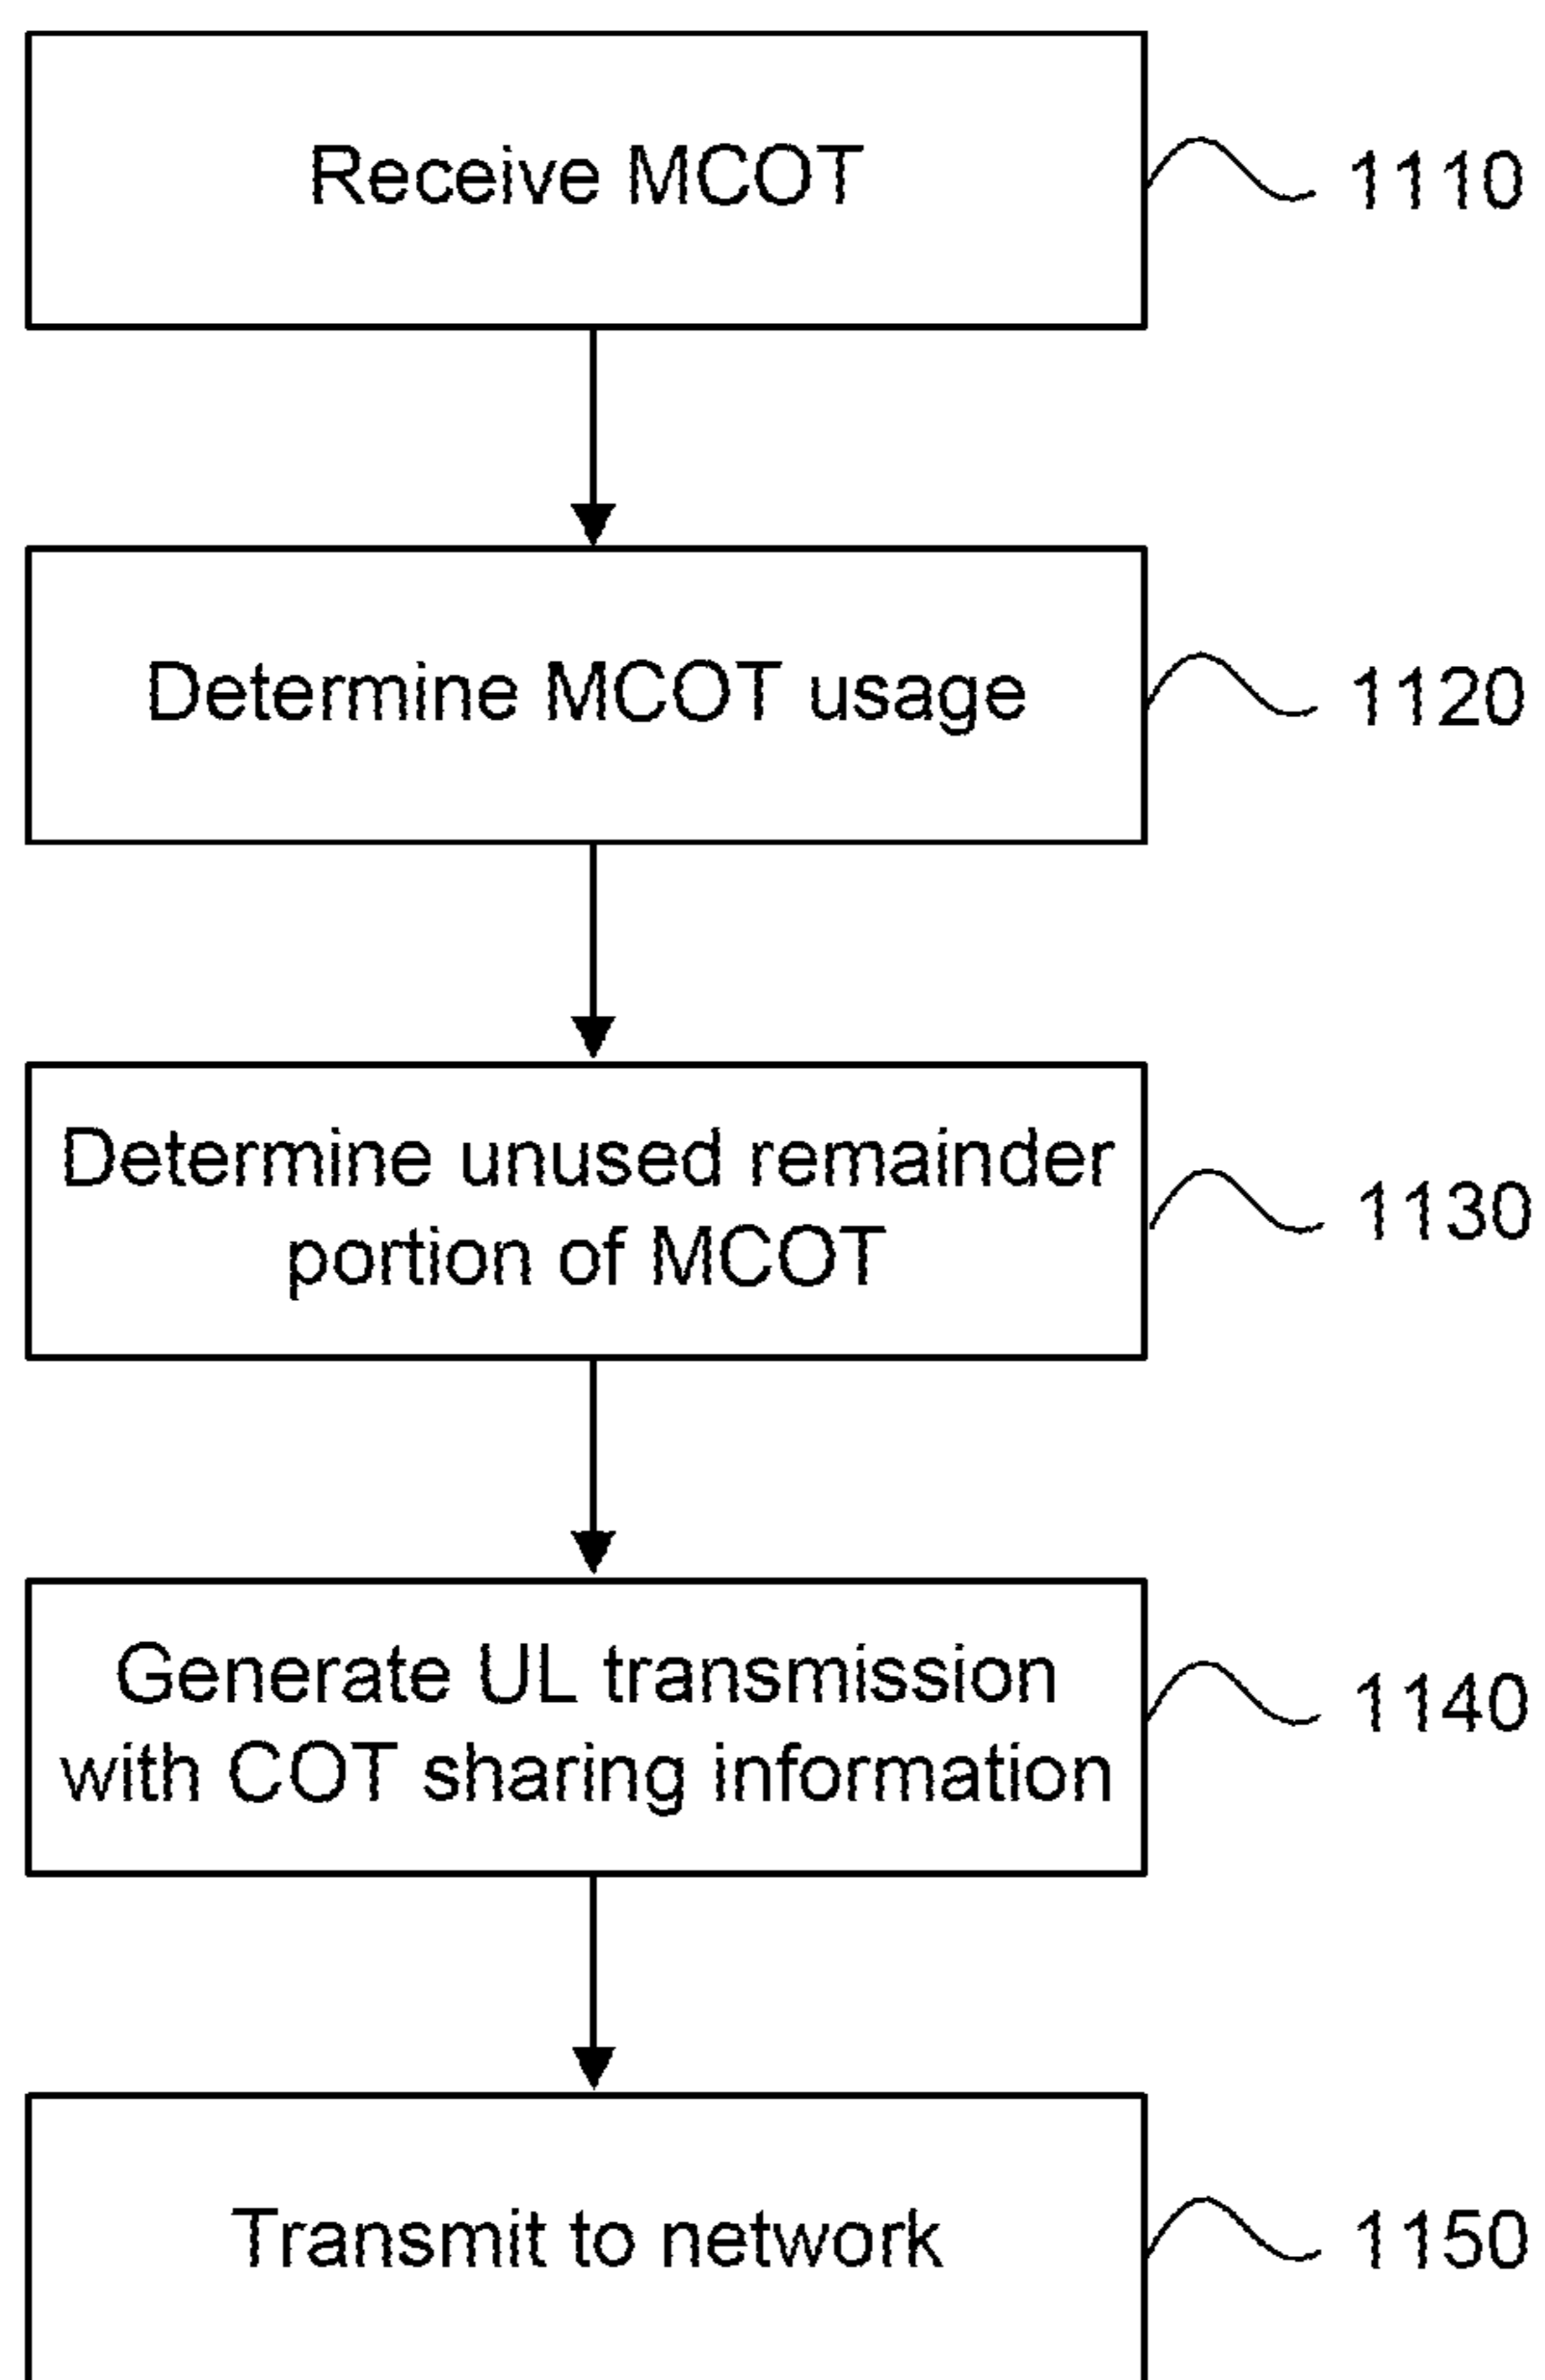 Receive MCOT
1110
Determine MCOT usage
1120
Determine unused remainder
portion of MCOT
1130
Generate UL transmission
with COT sharing information
1140
Transmit to network
1150